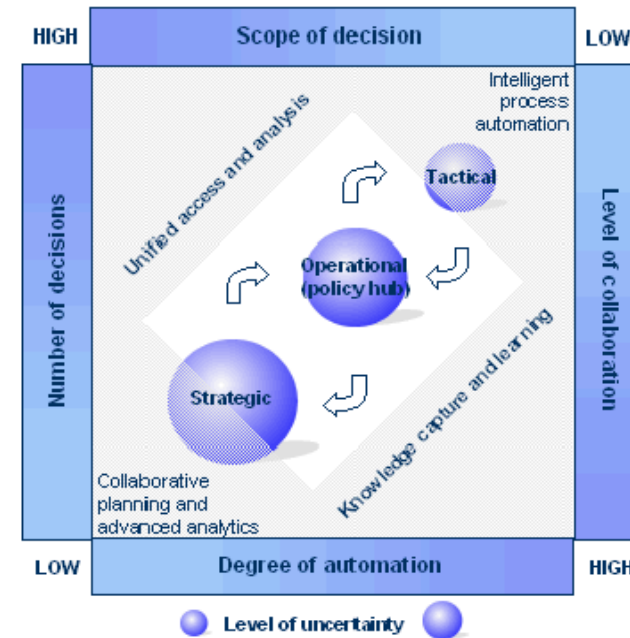 HIGH
Scope of decision
LOW
Intelligent
process
automation
Unified access and analysis
Tactical
Number of decisions
Level of collaboration
Operational
(policy hub)
Strategic
Knowledge capture and learning
Collaborative
planning and
advanced analytics
LOW
Degree of automation
HIGH
Level of uncertainty